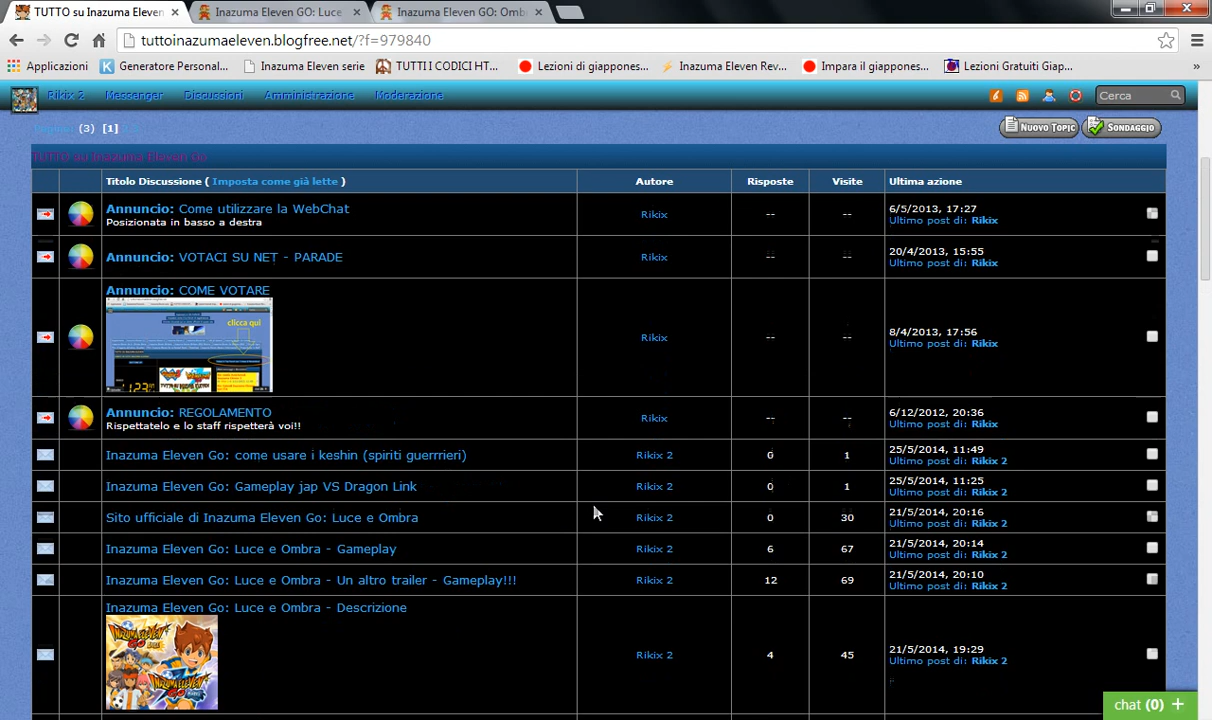 TUTTO su Inazuma Eleven
Inazuma Eleven GO: Luce
Inazuma Eleven GO: Omb
tuttoinazumaeleven.blogfree.net/?f=979840
Applicazioni
Generatore Personal...
Inazuma Eleven serie
TUTTI I CODICI HT...
Lezioni di giappones...
Inazuma Eleven Rev...
Impara il giappones...
Lezioni Gratuiti Giap...
»
Rikix 2 Messenger Discussioni Amministrazione Moderazione
Cerca
(3) [1]
NUOVO TOPIC SONDAGGIO
TUTTO su Inazuma Eleven Go
Titolo Discussione ( Imposta come già lette ) Autore Risposte Visite Ultima azione
Annuncio: Come utilizzare la WebChat
Posizionata in basso a destra
Rikix -- --
6/5/2013, 17:27
Ultimo post di: Rikix
Annuncio: VOTACI SU NET - PARADE
Rikix -- --
20/4/2013, 15:55
Ultimo post di: Rikix
Annuncio: COME VOTARE
clicca qui
Rikix -- --
8/4/2013, 17:56
Ultimo post di: Rikix
Annuncio: REGOLAMENTO
Rispettatelo e lo staff rispetterà voi!!
Rikix -- --
6/12/2012, 20:36
Ultimo post di: Rikix
Inazuma Eleven Go: come usare i keshin (spiriti guerrrieri)
Rikix 2 0 1
25/5/2014, 11:49
Ultimo post di: Rikix 2
Inazuma Eleven Go: Gameplay jap VS Dragon Link
Rikix 2 0 1
25/5/2014, 11:25
Ultimo post di: Rikix 2
Sito ufficiale di Inazuma Eleven Go: Luce e Ombra
Rikix 2 0 30
21/5/2014, 20:16
Ultimo post di: Rikix 2
Inazuma Eleven Go: Luce e Ombra - Gameplay
Rikix 2 6 67
21/5/2014, 20:14
Ultimo post di: Rikix 2
Inazuma Eleven Go: Luce e Ombra - Un altro trailer - Gameplay!!!
Rikix 2 12 69
21/5/2014, 20:10
Ultimo post di: Rikix 2
Inazuma Eleven Go: Luce e Ombra - Descrizione
Rikix 2 4 45
21/5/2014, 19:29
Ultimo post di: Rikix 2
chat (0) +